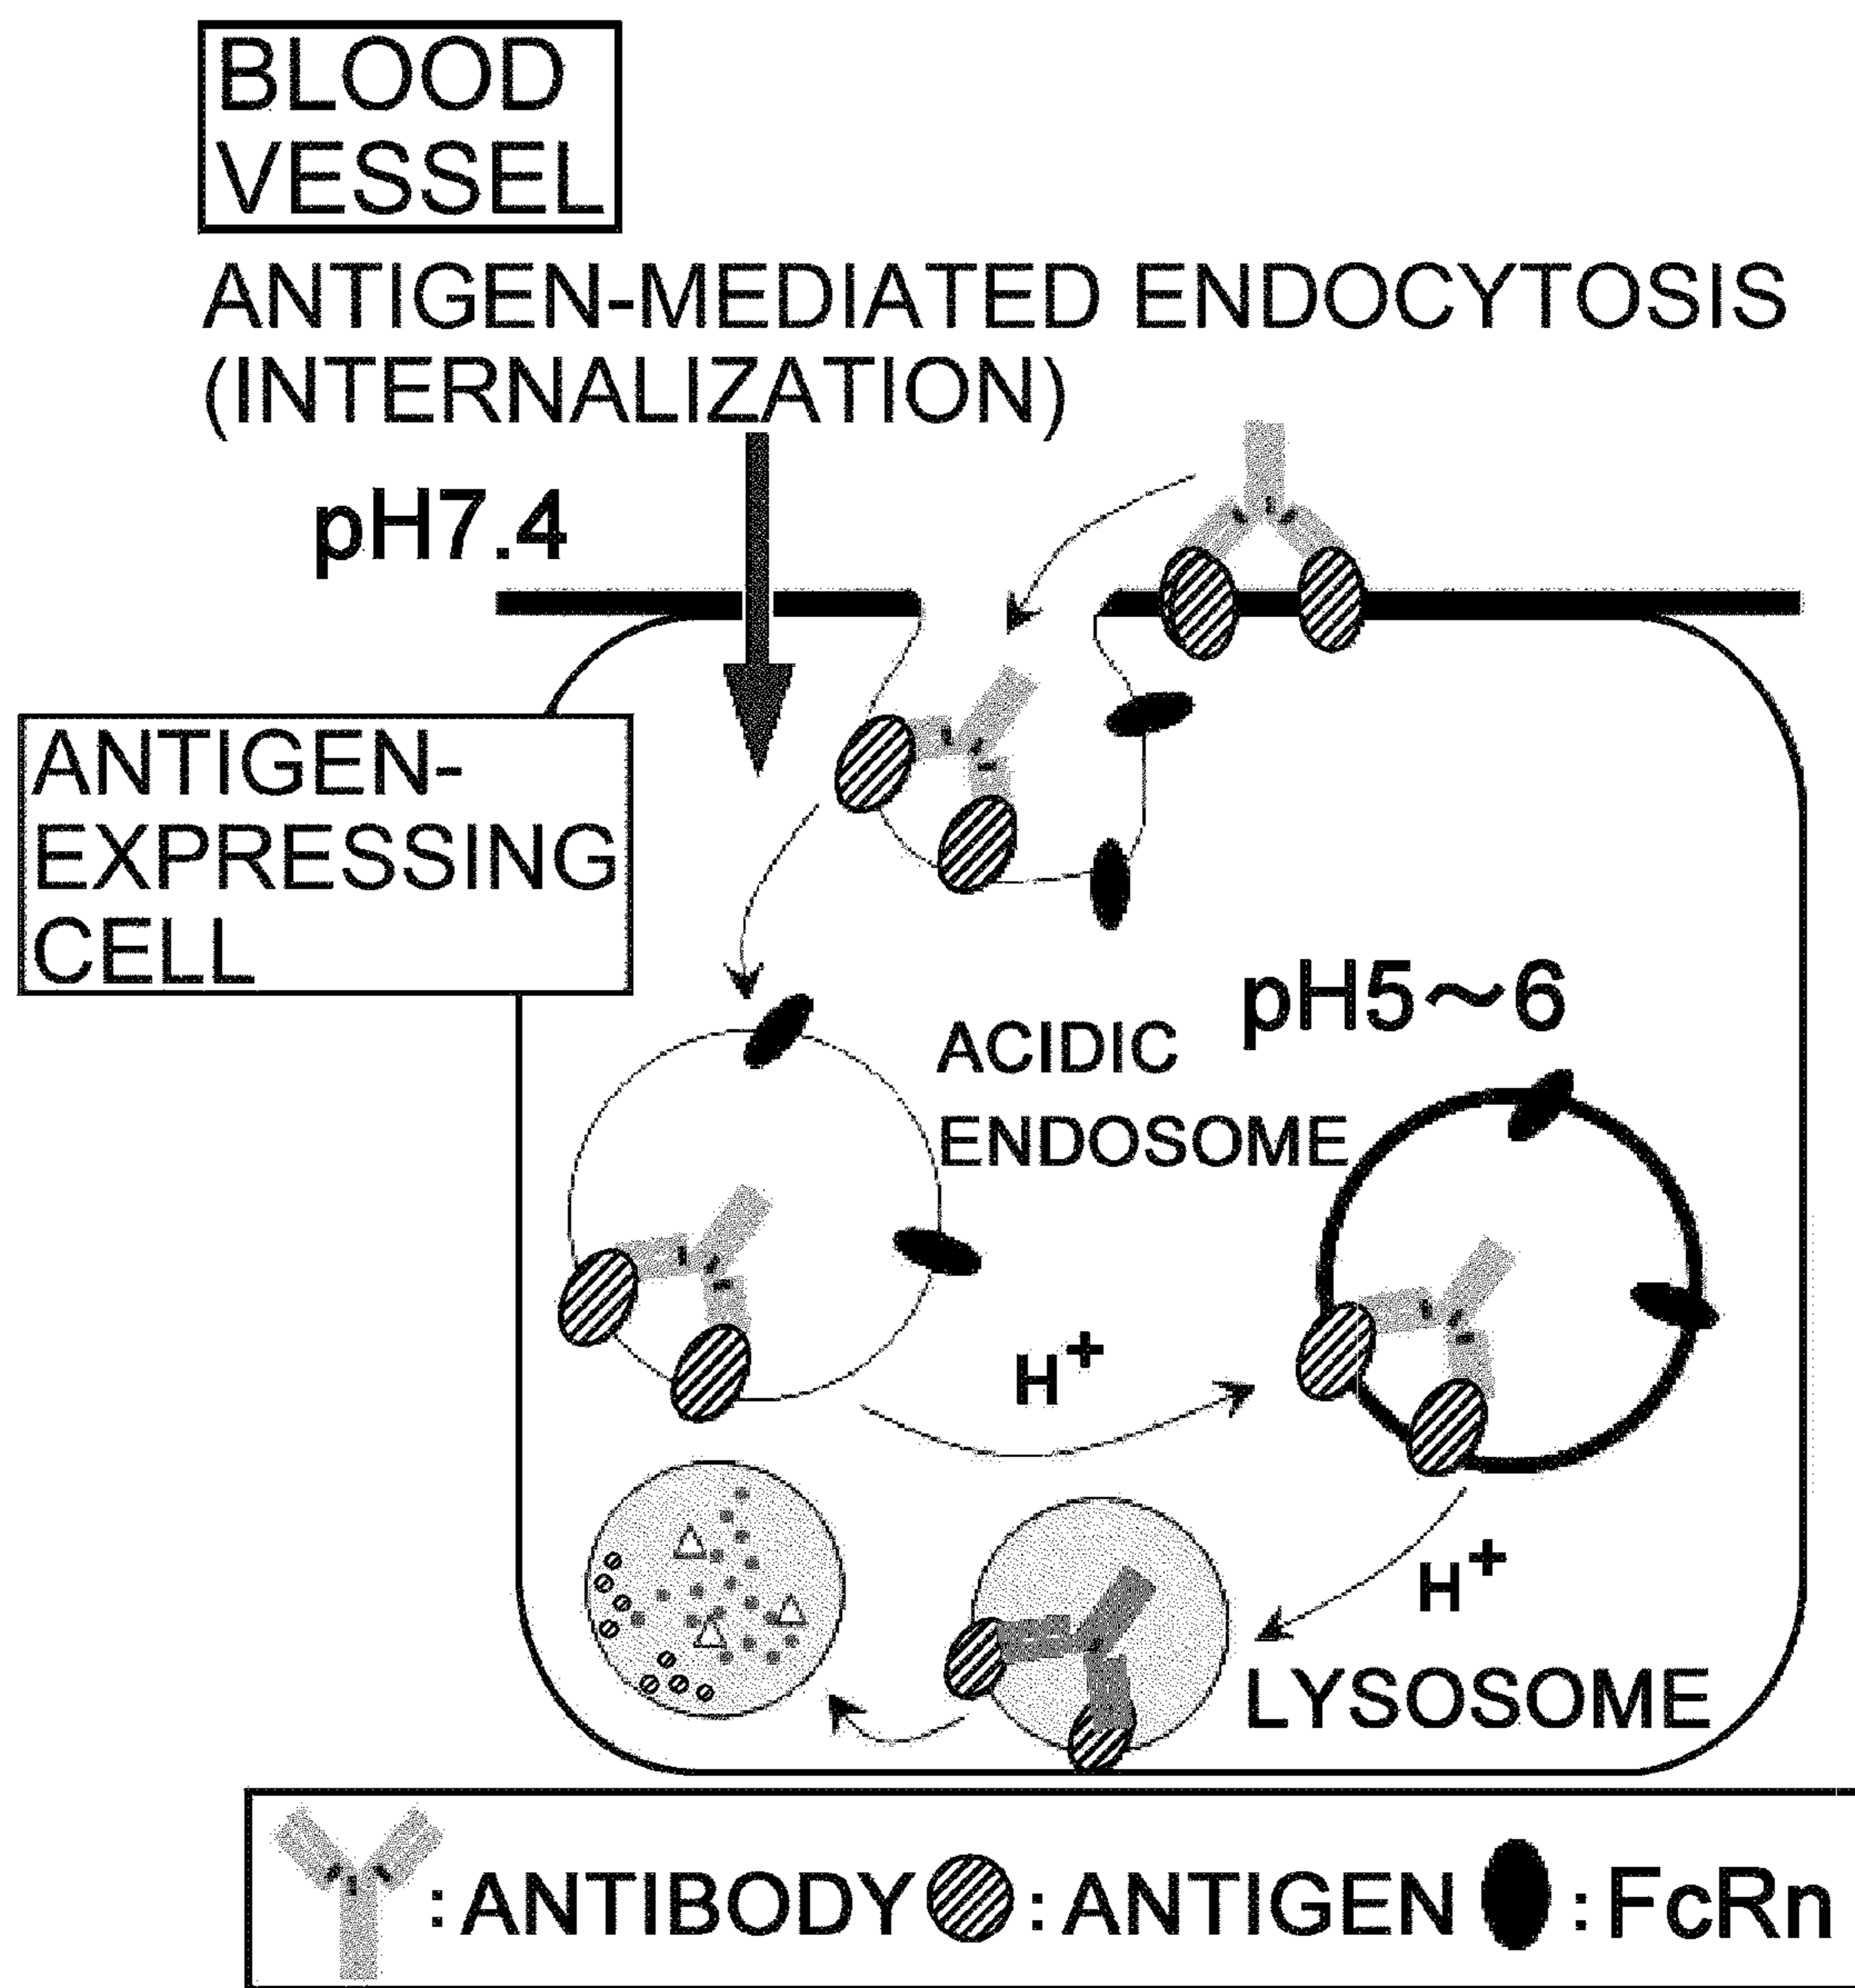 BLOOD
VESSEL
ANTIGEN-MEDIATED ENDOCYTOSIS
(INTERNALIZATION)
pH7.4
ANTIGEN-
EXPRESSING
CELL
pH5～6
ACIDIC
ENDOSOME
H+
H+
LYSOSOME
: ANTIBODY : ANTIGEN : FcRn